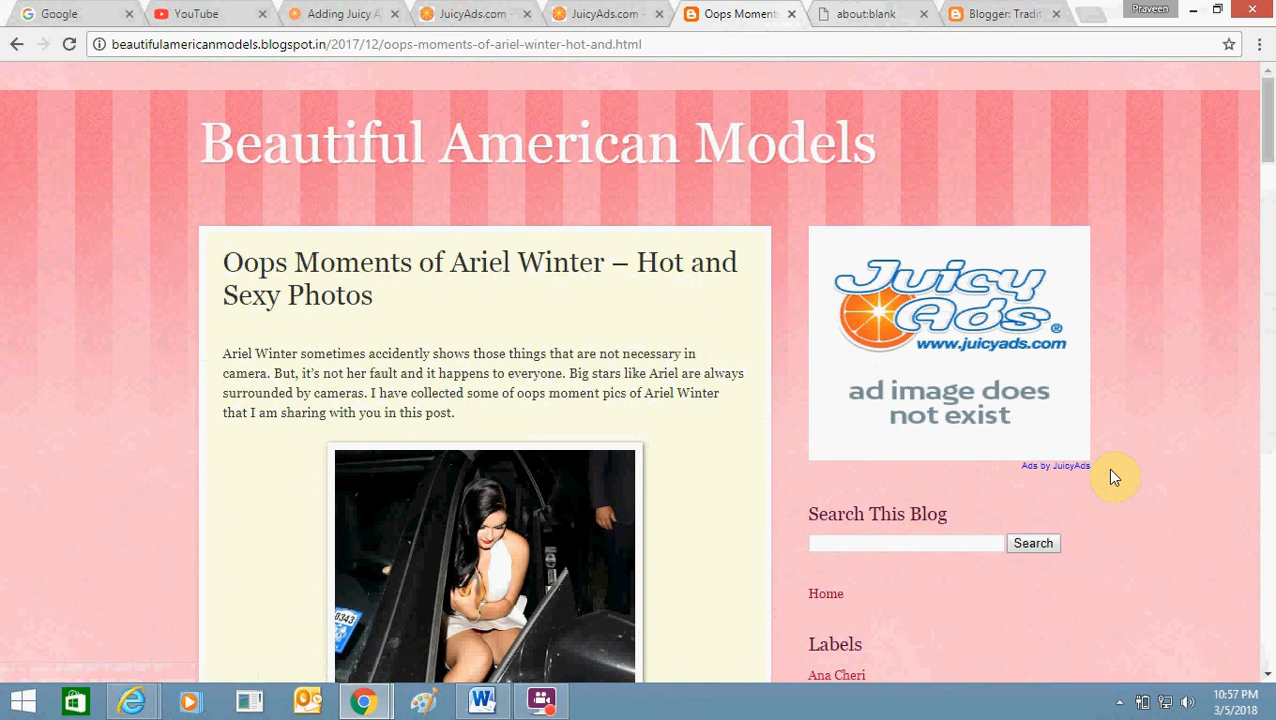 Google
YouTube
Adding Juicy A
JuicyAds.com -
JuicyAds.com -
Oops Moment
about:blank
Blogger: Tradit
Praveen
beautifulamericanmodels.blogspot.in/2017/12/oops-moments-of-ariel-winter-hot-and.html
Beautiful American Models
Oops Moments of Ariel Winter – Hot and
Sexy Photos
Ariel Winter sometimes accidently shows those things that are not necessary in
camera. But, it's not her fault and it happens to everyone. Big stars like Ariel are always
surrounded by cameras. I have collected some of oops moment pics of Ariel Winter
that I am sharing with you in this post.
0343
Juicy
Ads®
www.juicyads.com
ad image does
not exist
Ads by JuicyAds
Search This Blog
Search
Home
Labels
Ana Cheri
10:57 PM
3/5/2018